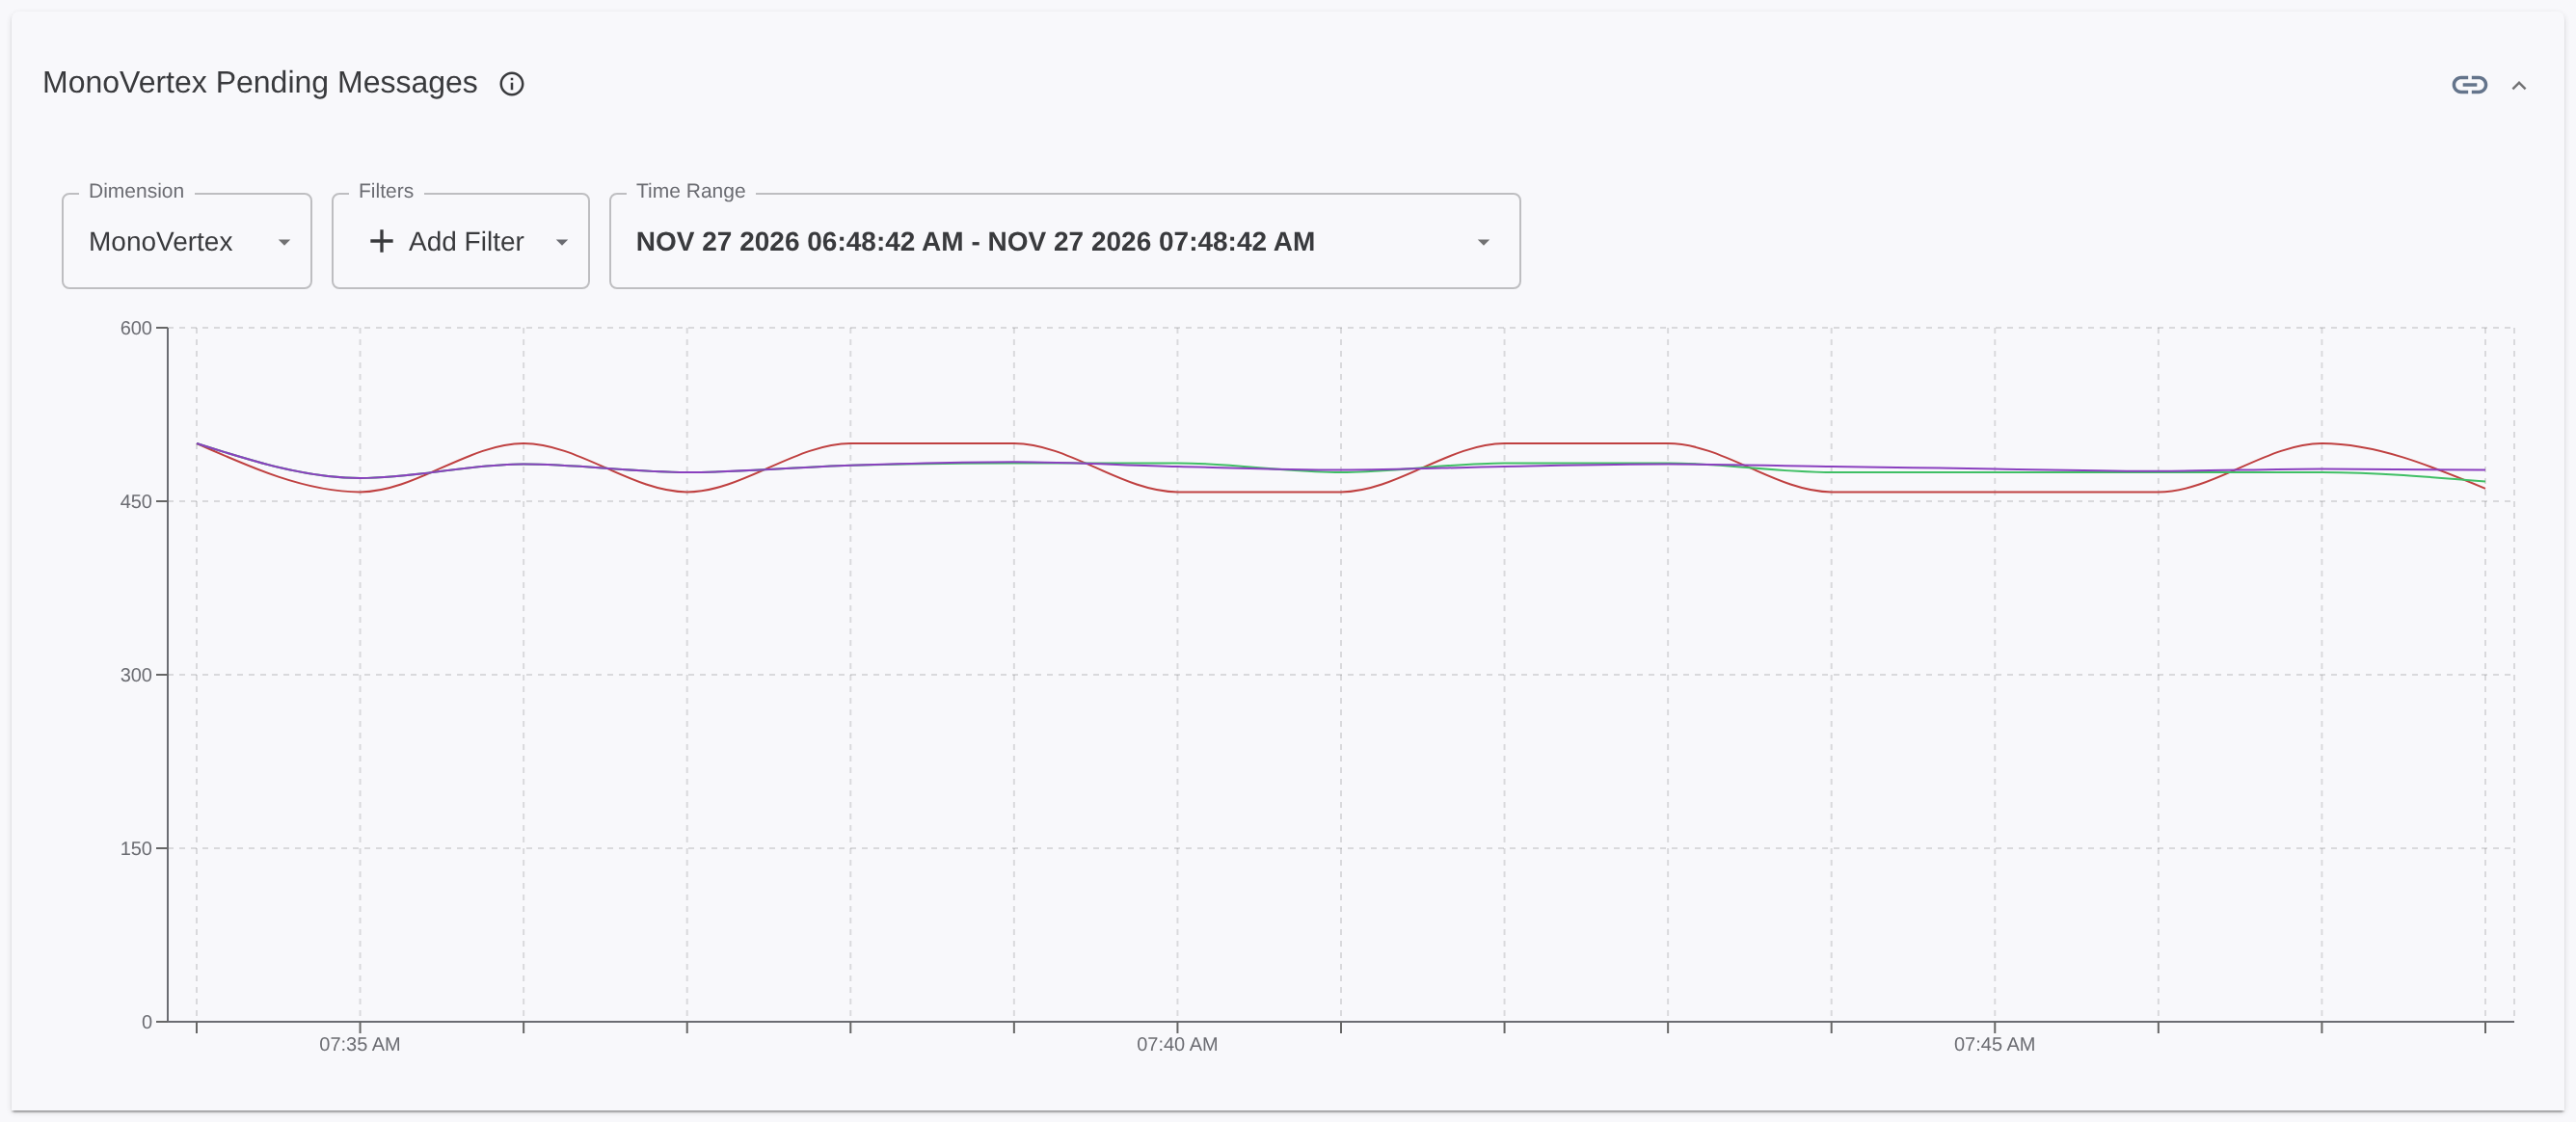 MonoVertex Pending Messages
Dimension
MonoVertex
Filters
Add Filter
Time Range
NOV 27 2026 06:48:42 AM - NOV 27 2026 07:48:42 AM
600
450
300
150
0
07:35 AM
07:40 AM
07:45 AM